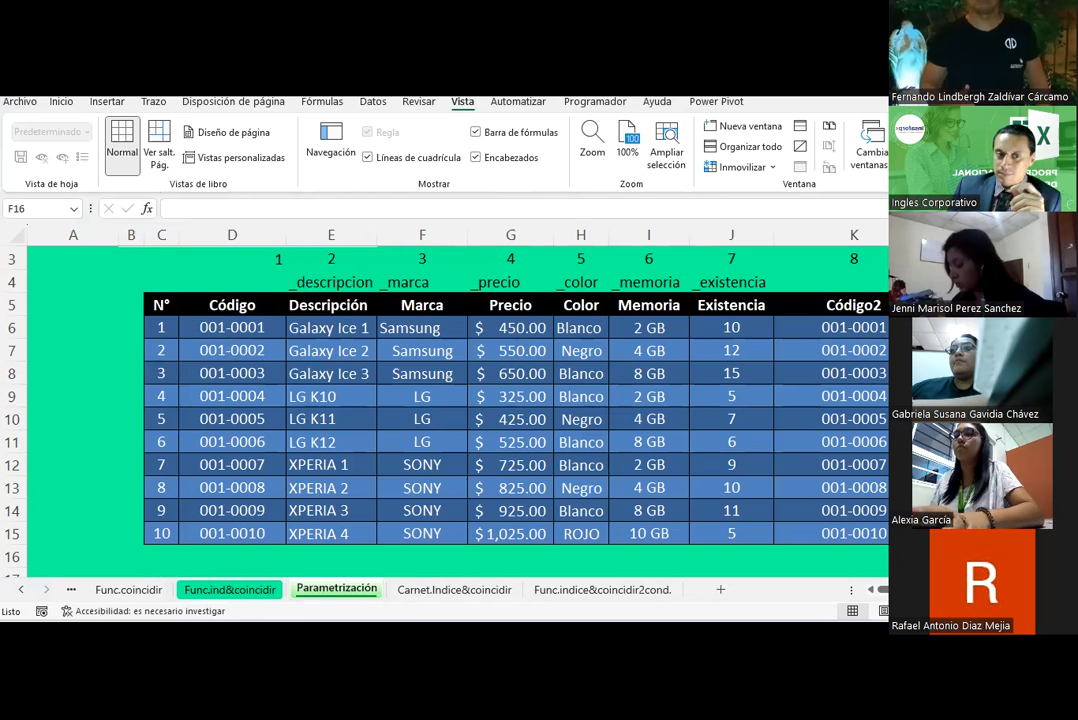 Archivo Inicio Insertar Trazo Disposición de página Fórmulas Datos Revisar Vista Automatizar Programador Ayuda Power Pivot
Predeterminado
Normal
Ver salt. Pág.
Diseño de página
Vistas personalizadas
Navegación
Regla
Barra de fórmulas
Líneas de cuadrícula
Encabezados
Zoom
100%
Ampliar selección
Nueva ventana
Organizar todo
Inmovilizar
Cambia ventanas
Vista de hoja
Vistas de libro
Mostrar
Zoom
Ventana
F16
fx
A B C D E F G H I J K
3 1 2 3 4 5 6 7 8
4 _descripcion _marca _precio _color _memoria _existencia
5 N° Código Descripción Marca Precio Color Memoria Existencia Código2
6 1 001-0001 Galaxy Ice 1 Samsung $ 450.00 Blanco 2 GB 10 001-0001
7 2 001-0002 Galaxy Ice 2 Samsung $ 550.00 Negro 4 GB 12 001-0002
8 3 001-0003 Galaxy Ice 3 Samsung $ 650.00 Blanco 8 GB 15 001-0003
9 4 001-0004 LG K10 LG $ 325.00 Blanco 2 GB 5 001-0004
10 5 001-0005 LG K11 LG $ 425.00 Negro 4 GB 7 001-0005
11 6 001-0006 LG K12 LG $ 525.00 Blanco 8 GB 6 001-0006
12 7 001-0007 XPERIA 1 SONY $ 725.00 Blanco 2 GB 9 001-0007
13 8 001-0008 XPERIA 2 SONY $ 825.00 Negro 4 GB 10 001-0008
14 9 001-0009 XPERIA 3 SONY $ 925.00 Blanco 8 GB 11 001-0009
15 10 001-0010 XPERIA 4 SONY $ 1,025.00 ROJO 10 GB 5 001-0010
16
Func.coincidir Func.ind&coincidir Parametrización Carnet.Indice&coincidir Func.indice&coincidir2cond.
Listo Accesibilidad: es necesario investigar
Fernando Lindbergh Zaldívar Cárcamo
Ingles Corporativo
Jenni Marisol Perez Sanchez
Gabriela Susana Gavidia Chávez
Alexia García
R
Rafael Antonio Diaz Mejia